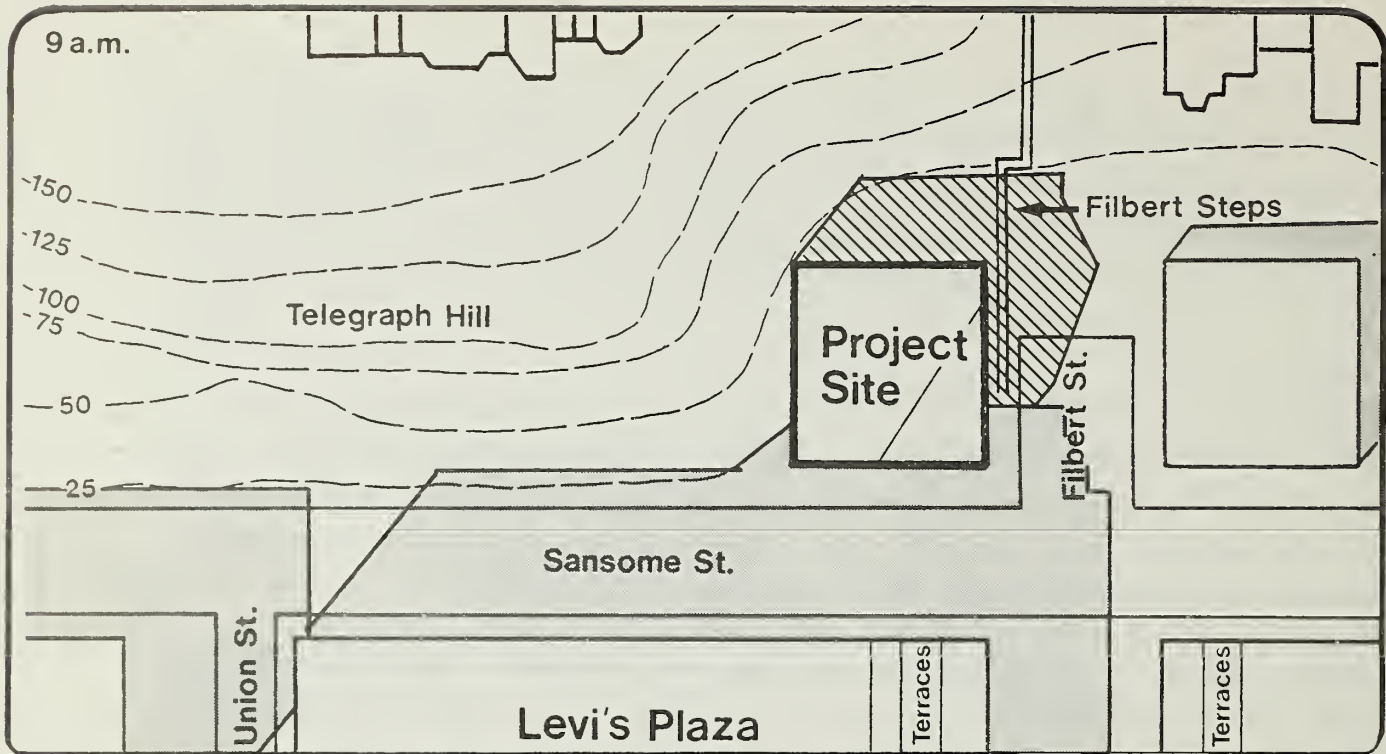 9 a.m.
-150
-125
-100
-75
-50
-25
Telegraph Hill
Project
Site
Filbert Steps
Filbert St.
Sansome St.
Union St.
Levi's Plaza
Terraces
Terraces